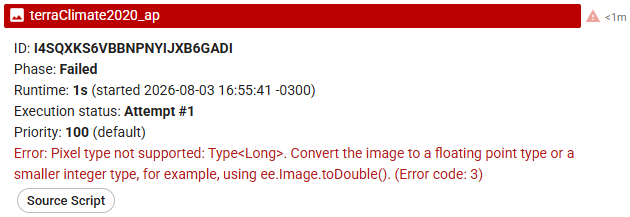 terraClimate2020_ap
<1m
ID: I4SQXKS6VBBNPNYIJXB6GADI
Phase: Failed
Runtime: 1s (started 2026-08-03 16:55:41 -0300)
Execution status: Attempt #1
Priority: 100 (default)
Error: Pixel type not supported: Type<Long>. Convert the image to a floating point type or a
smaller integer type, for example, using ee.Image.toDouble(). (Error code: 3)
Source Script